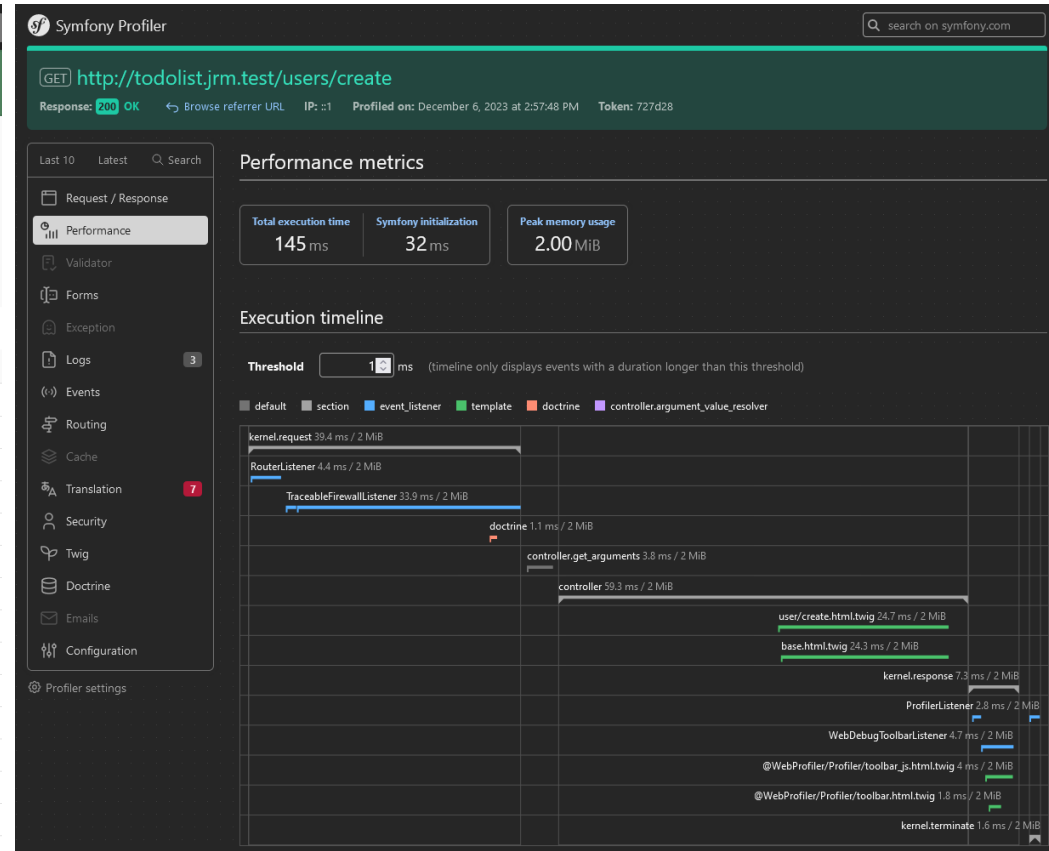 Symfony Profiler
search on symfony.com
GET http://todolist.jrm.test/users/create
Response: 200 OK Browse referrer URL IP: ::1 Profiled on: December 6, 2023 at 2:57:48 PM Token: 727d28
Last 10 Latest Search
Request / Response
Performance
Validator
Forms
Exception
Logs 3
Events
Routing
Cache
Translation 7
Security
Twig
Doctrine
Emails
Configuration
Profiler settings
Performance metrics
Total execution time Symfony initialization Peak memory usage
145 ms 32 ms 2.00 MiB
Execution timeline
Threshold 1 ms (timeline only displays events with a duration longer than this threshold)
default section event_listener template doctrine controller.argument_value_resolver
kernel.request 39.4 ms / 2 MiB
RouterListener 4.4 ms / 2 MiB
TraceableFirewallListener 33.9 ms / 2 MiB
doctrine 1.1 ms / 2 MiB
controller.get_arguments 3.8 ms / 2 MiB
controller 59.3 ms / 2 MiB
user/create.html.twig 24.7 ms / 2 MiB
base.html.twig 24.3 ms / 2 MiB
kernel.response 7.3 ms / 2 MiB
ProfilerListener 2.8 ms / 2 MiB
WebDebugToolbarListener 4.7 ms / 2 MiB
@WebProfiler/Profiler/toolbar_js.html.twig 4 ms / 2 MiB
@WebProfiler/Profiler/toolbar.html.twig 1.8 ms / 2 MiB
kernel.terminate 1.6 ms / 2 MiB